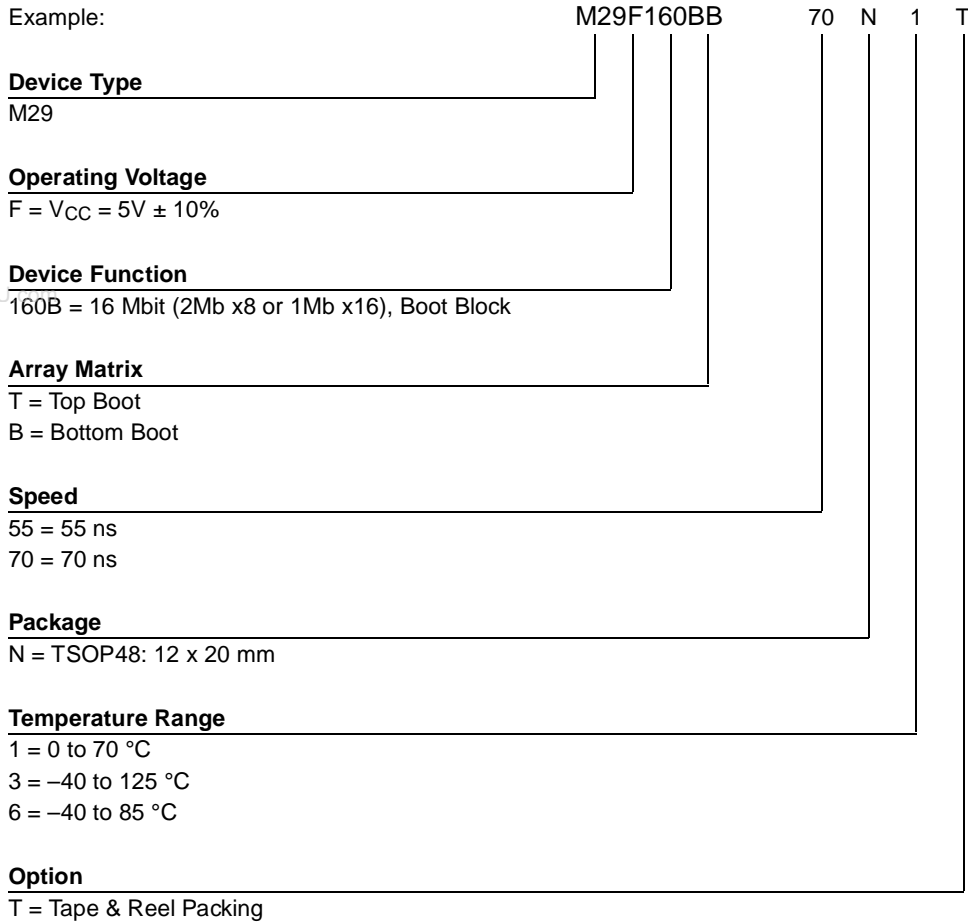 Example: M29F160BB 70 N 1 T
Device Type
M29
Operating Voltage
F = VCC = 5V ± 10%
Device Function
160B = 16 Mbit (2Mb x8 or 1Mb x16), Boot Block
Array Matrix
T = Top Boot
B = Bottom Boot
Speed
55 = 55 ns
70 = 70 ns
Package
N = TSOP48: 12 x 20 mm
Temperature Range
1 = 0 to 70 °C
3 = –40 to 125 °C
6 = –40 to 85 °C
Option
T = Tape & Reel Packing